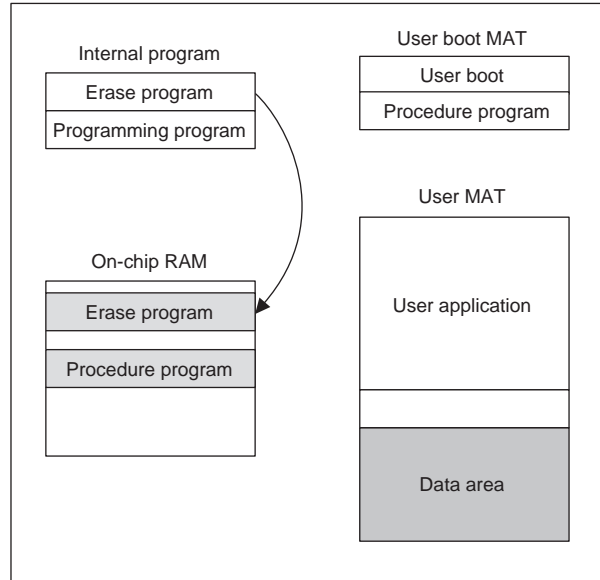 Internal program
Erase program
Programming program
User boot MAT
User boot
Procedure program
On-chip RAM
Erase program
Procedure program
User MAT
User application
Data area